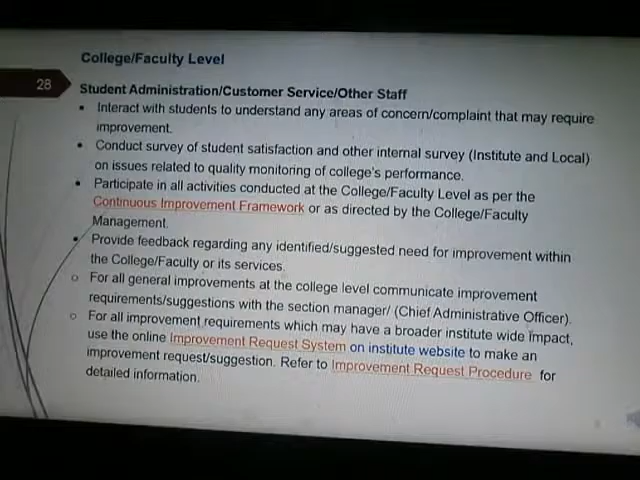 College/Faculty Level
28
Student Administration/Customer Service/Other Staff
• Interact with students to understand any areas of concern/complaint that may require
improvement.
• Conduct survey of student satisfaction and other internal survey (Institute and Local)
on issues related to quality monitoring of college's performance.
• Participate in all activities conducted at the College/Faculty Level as per the
Continuous Improvement Framework or as directed by the College/Faculty
Management.
• Provide feedback regarding any identified/suggested need for improvement within
the College/Faculty or its services.
o For all general improvements at the college level communicate improvement
requirements/suggestions with the section manager/ (Chief Administrative Officer).
o For all improvement requirements which may have a broader institute wide impact,
use the online Improvement Request System on institute website to make an
improvement request/suggestion. Refer to Improvement Request Procedure for
detailed information.